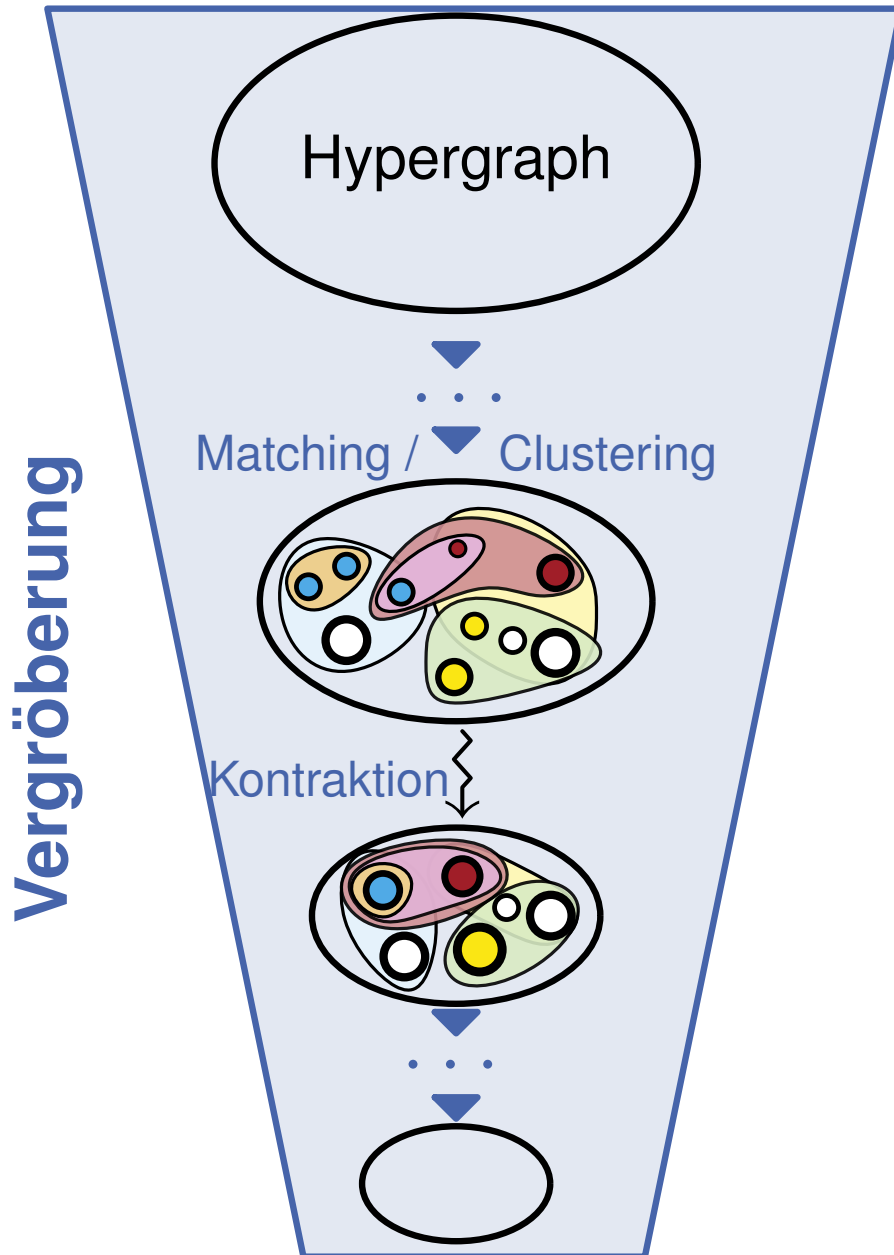 Hypergraph
Matching / Clustering
Vergröberung
Kontraktion